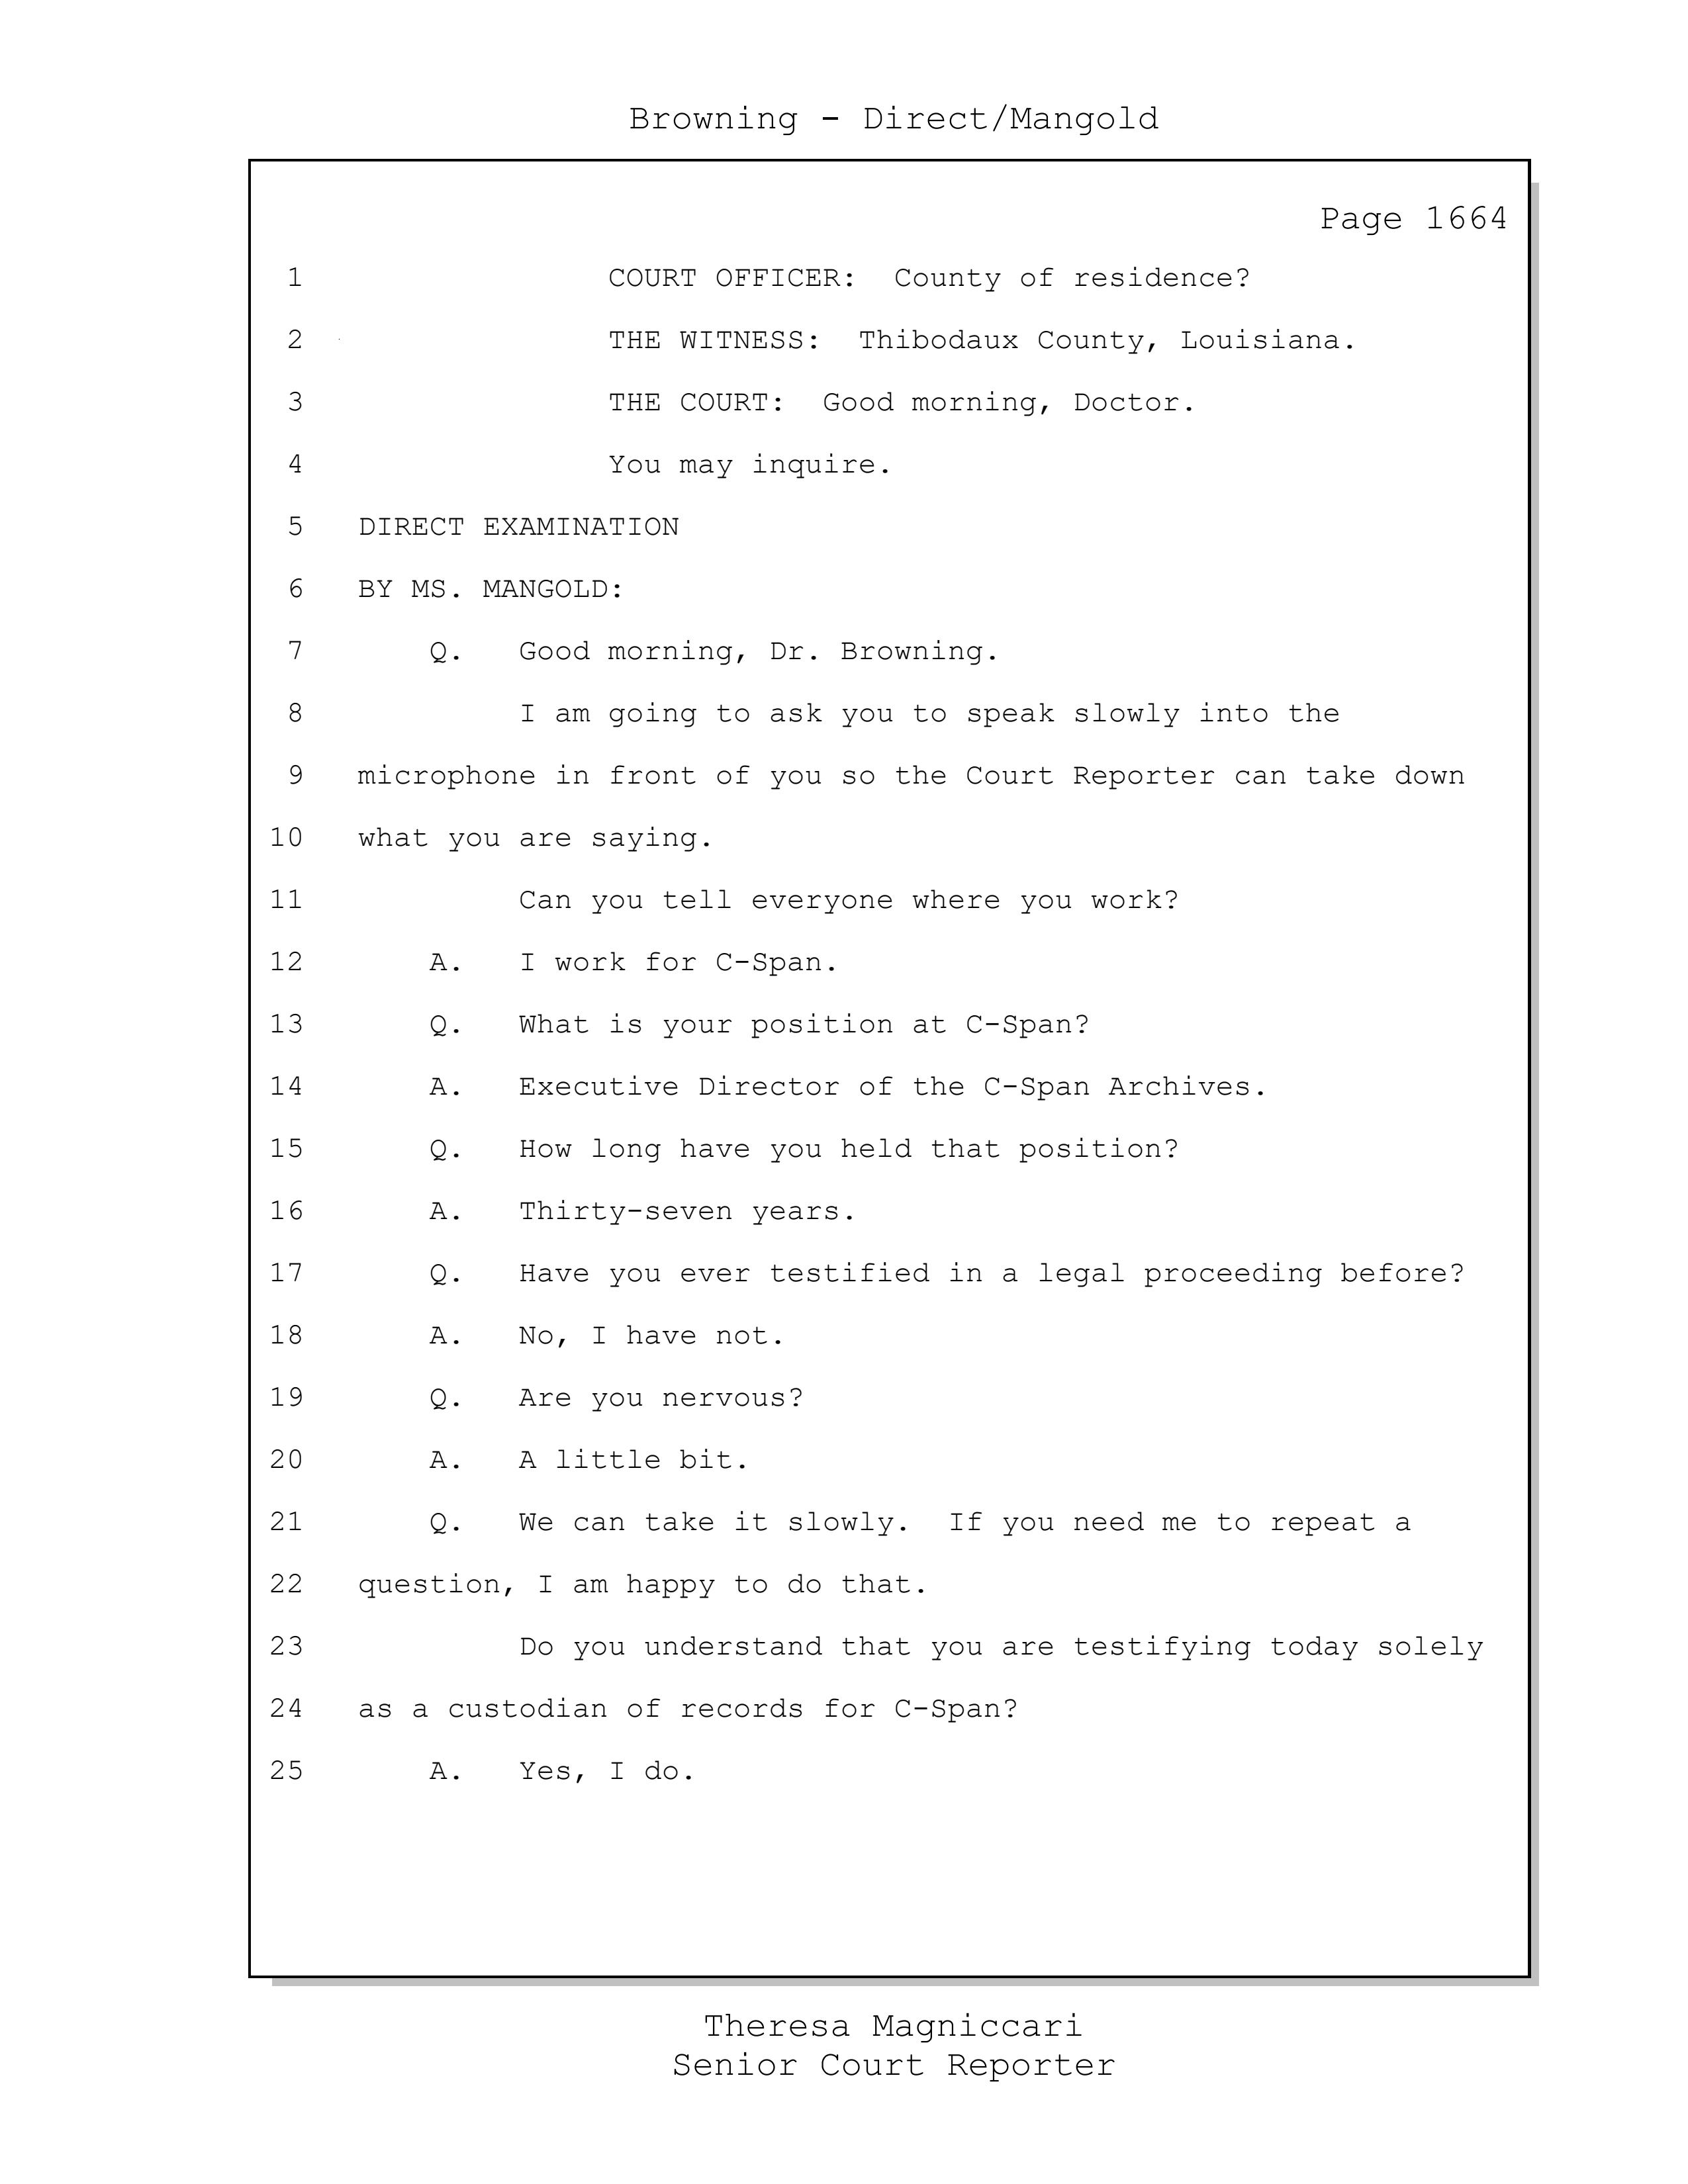 Browning - Direct/Mangold
Page 1664
1 COURT OFFICER: County of residence?
2 THE WITNESS: Thibodaux County, Louisiana.
3 THE COURT: Good morning, Doctor.
4 You may inquire.
5 DIRECT EXAMINATION
6 BY MS. MANGOLD:
7 Q. Good morning, Dr. Browning.
8 I am going to ask you to speak slowly into the
9 microphone in front of you so the Court Reporter can take down
10 what you are saying.
11 Can you tell everyone where you work?
12 A. I work for C-Span.
13 Q. What is your position at C-Span?
14 A. Executive Director of the C-Span Archives.
15 Q. How long have you held that position?
16 A. Thirty-seven years.
17 Q. Have you ever testified in a legal proceeding before?
18 A. No, I have not.
19 Q. Are you nervous?
20 A. A little bit.
21 Q. We can take it slowly. If you need me to repeat a
22 question, I am happy to do that.
23 Do you understand that you are testifying today solely
24 as a custodian of records for C-Span?
25 A. Yes, I do.
Theresa Magniccari
Senior Court Reporter